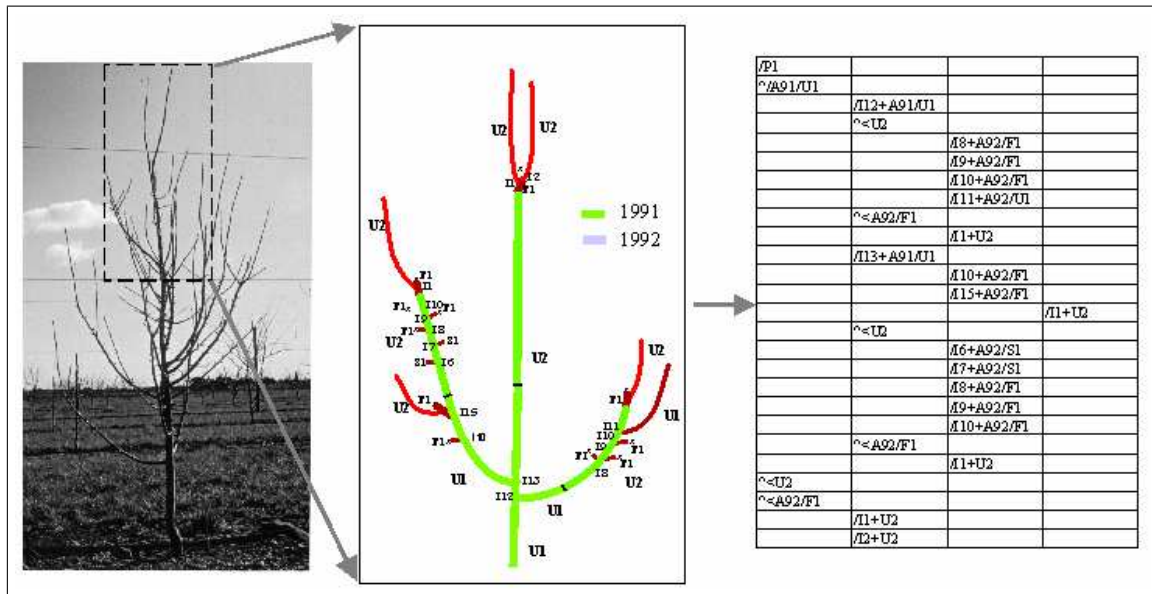 U2
U2
x
I1
I2
F1
1991
1992
U2
F1
I1
F1x
I10
x F1
I9
F1
I8
U2
I7
S1
S1
I6
U2
U2
U2
F1
I15
F1
U1
F1x
I11
I10
I9
x F1
F1x
F1
I8
U2
U1
I13
I12
U1
U1
/P1
^/A91/U1
/I12+A91/U1
^<U2
/I8+A92/F1
/I9+A92/F1
/I10+A92/F1
/I11+A92/U1
^<A92/F1
/I1+U2
/I13+A91/U1
/I10+A92/F1
/I15+A92/F1
/I1+U2
^<U2
/I6+A92/S1
/I7+A92/S1
/I8+A92/F1
/I9+A92/F1
/I10+A92/F1
^<A92/F1
/I1+U2
^<U2
^<A92/F1
/I1+U2
/I2+U2